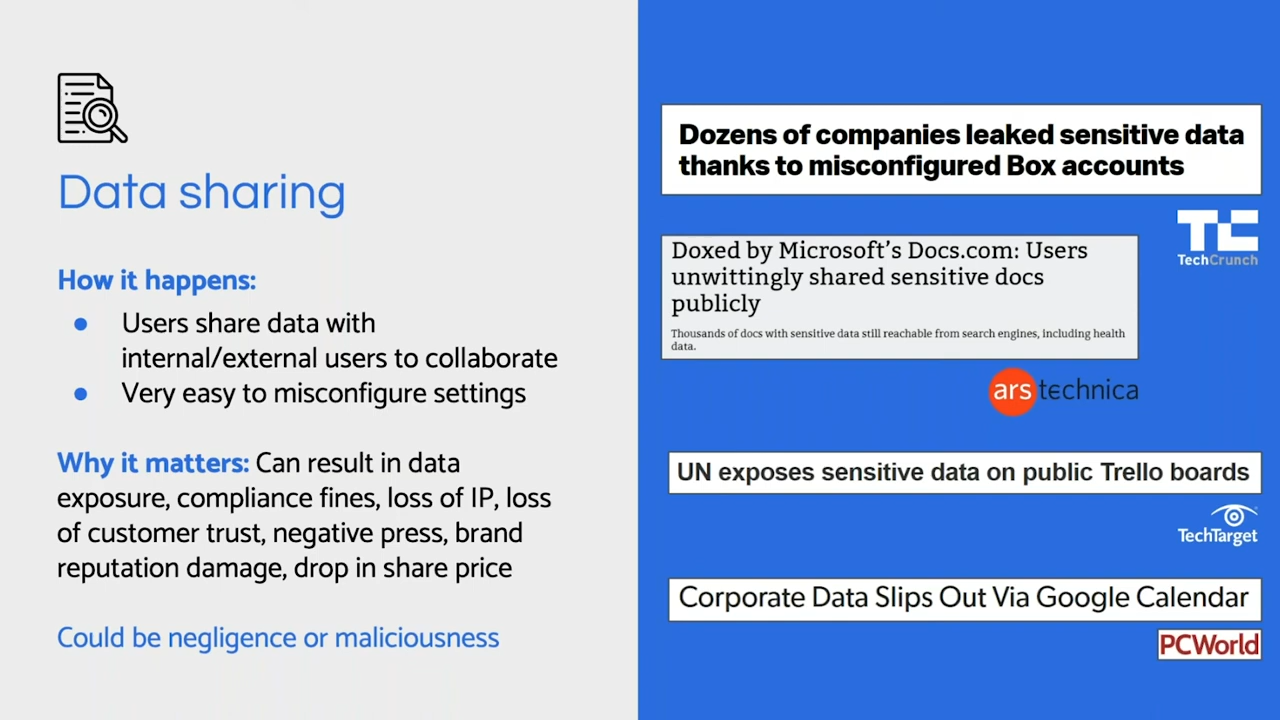 Data sharing
How it happens:
● Users share data with
internal/external users to collaborate
● Very easy to misconfigure settings
Why it matters: Can result in data
exposure, compliance fines, loss of IP, loss
of customer trust, negative press, brand
reputation damage, drop in share price
Could be negligence or maliciousness
Dozens of companies leaked sensitive data
thanks to misconfigured Box accounts
TC
TechCrunch
Doxed by Microsoft’s Docs.com: Users
unwittingly shared sensitive docs
publicly
Thousands of docs with sensitive data still reachable from search engines, including health
data.
ars technica
UN exposes sensitive data on public Trello boards
TechTarget
Corporate Data Slips Out Via Google Calendar
PCWorld